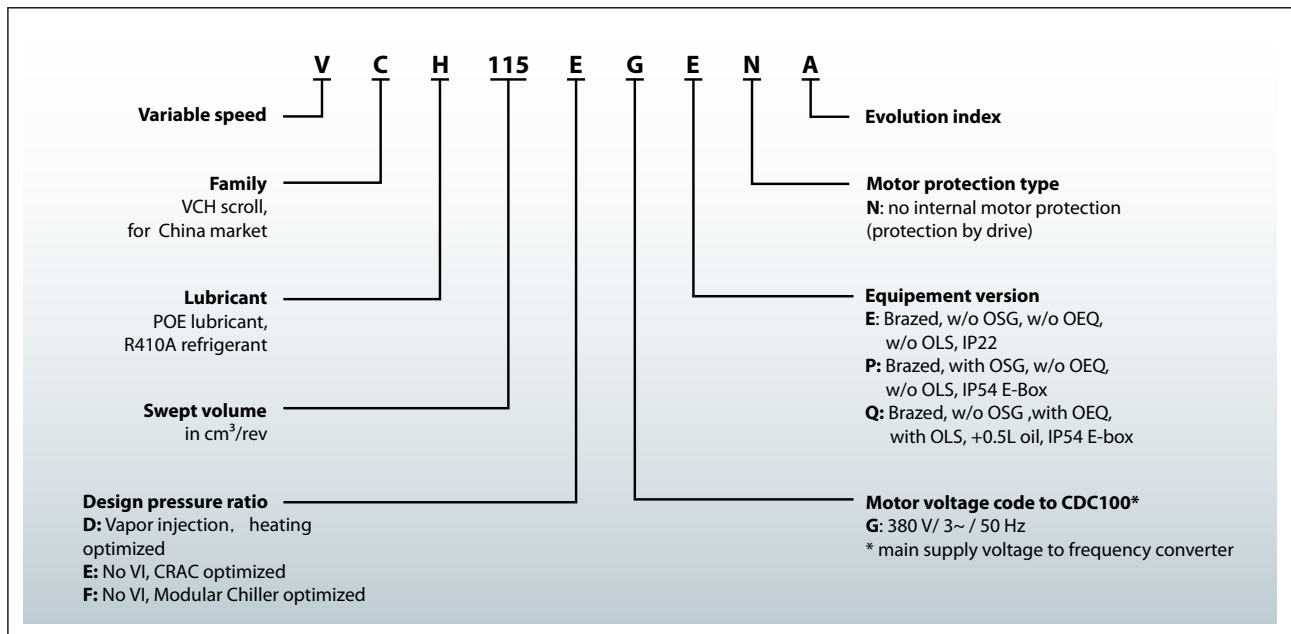 V C H 115 E G E N A
Variable speed
Family
VCH scroll,
for China market
Lubricant
POE lubricant,
R410A refrigerant
Swept volume
in cm³/rev
Design pressure ratio
D: Vapor injection, heating
optimized
E: No VI, CRAC optimized
F: No VI, Modular Chiller optimized
Evolution index
Motor protection type
N: no internal motor protection
(protection by drive)
Equipement version
E: Brazed, w/o OSG, w/o OEQ,
w/o OLS, IP22
P: Brazed, with OSG, w/o OEQ,
w/o OLS, IP54 E-Box
Q: Brazed, w/o OSG ,with OEQ,
with OLS, +0.5L oil, IP54 E-box
Motor voltage code to CDC100*
G: 380 V/ 3~ / 50 Hz
* main supply voltage to frequency converter